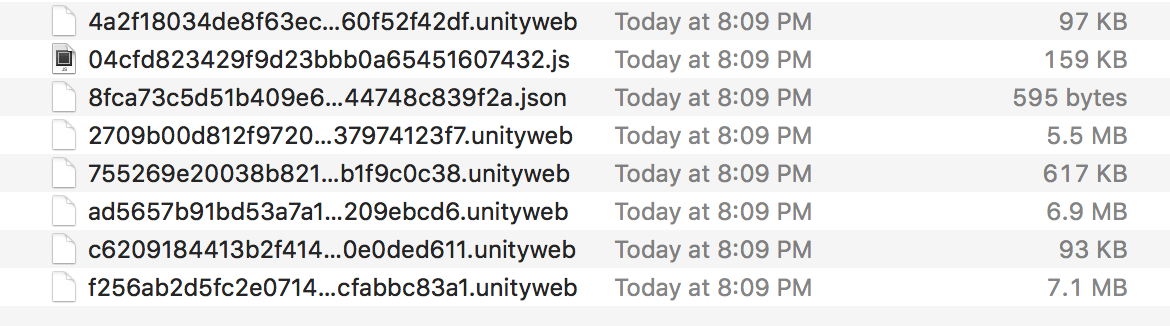 4a2f18034de8f63ec...60f52f42df.unityweb Today at 8:09 PM 97 KB
04cfd823429f9d23bbb0a65451607432.js Today at 8:09 PM 159 KB
8fca73c5d51b409e6...44748c839f2a.json Today at 8:09 PM 595 bytes
2709b00d812f9720...37974123f7.unityweb Today at 8:09 PM 5.5 MB
755269e20038b821...b1f9c0c38.unityweb Today at 8:09 PM 617 KB
ad5657b91bd53a7a1...209ebcd6.unityweb Today at 8:09 PM 6.9 MB
c6209184413b2f414...0e0ded611.unityweb Today at 8:09 PM 93 KB
f256ab2d5fc2e0714...cfabbc83a1.unityweb Today at 8:09 PM 7.1 MB